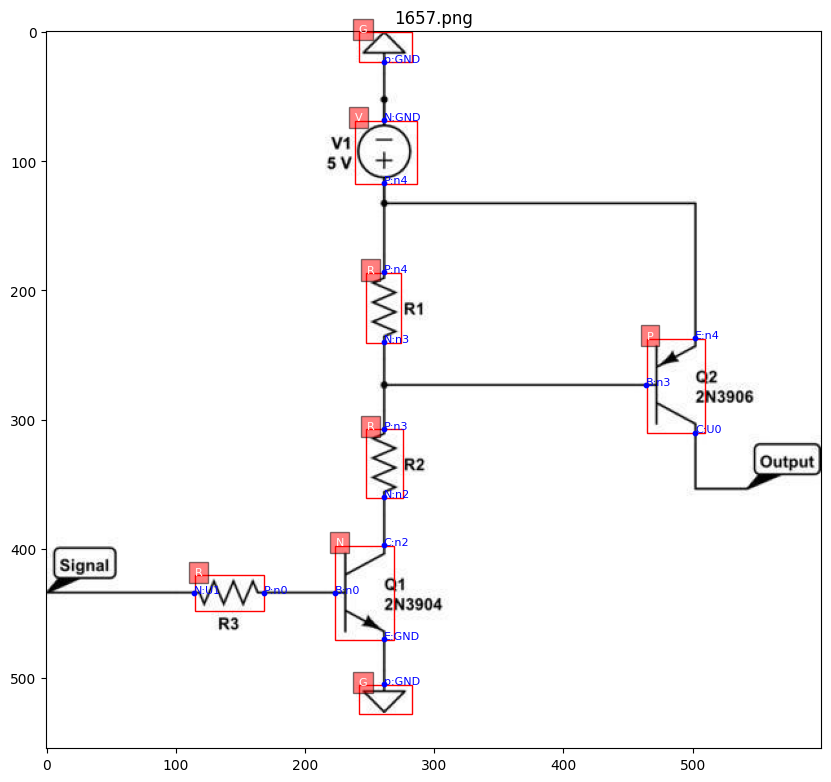 1657.png
G
p:GND
V
N:GND
V1
5 V
−
+
P:n4
R
P:n4
R1
N:n3
P
E:n4
B:n3
Q2
2N3906
C:U0
R
P:n3
R2
N:n2
Output
N
C:n2
Signal
R
N:U1
P:n0
B:n0
Q1
2N3904
R3
E:GND
G
p:GND
0
100
200
300
400
500
0
100
200
300
400
500